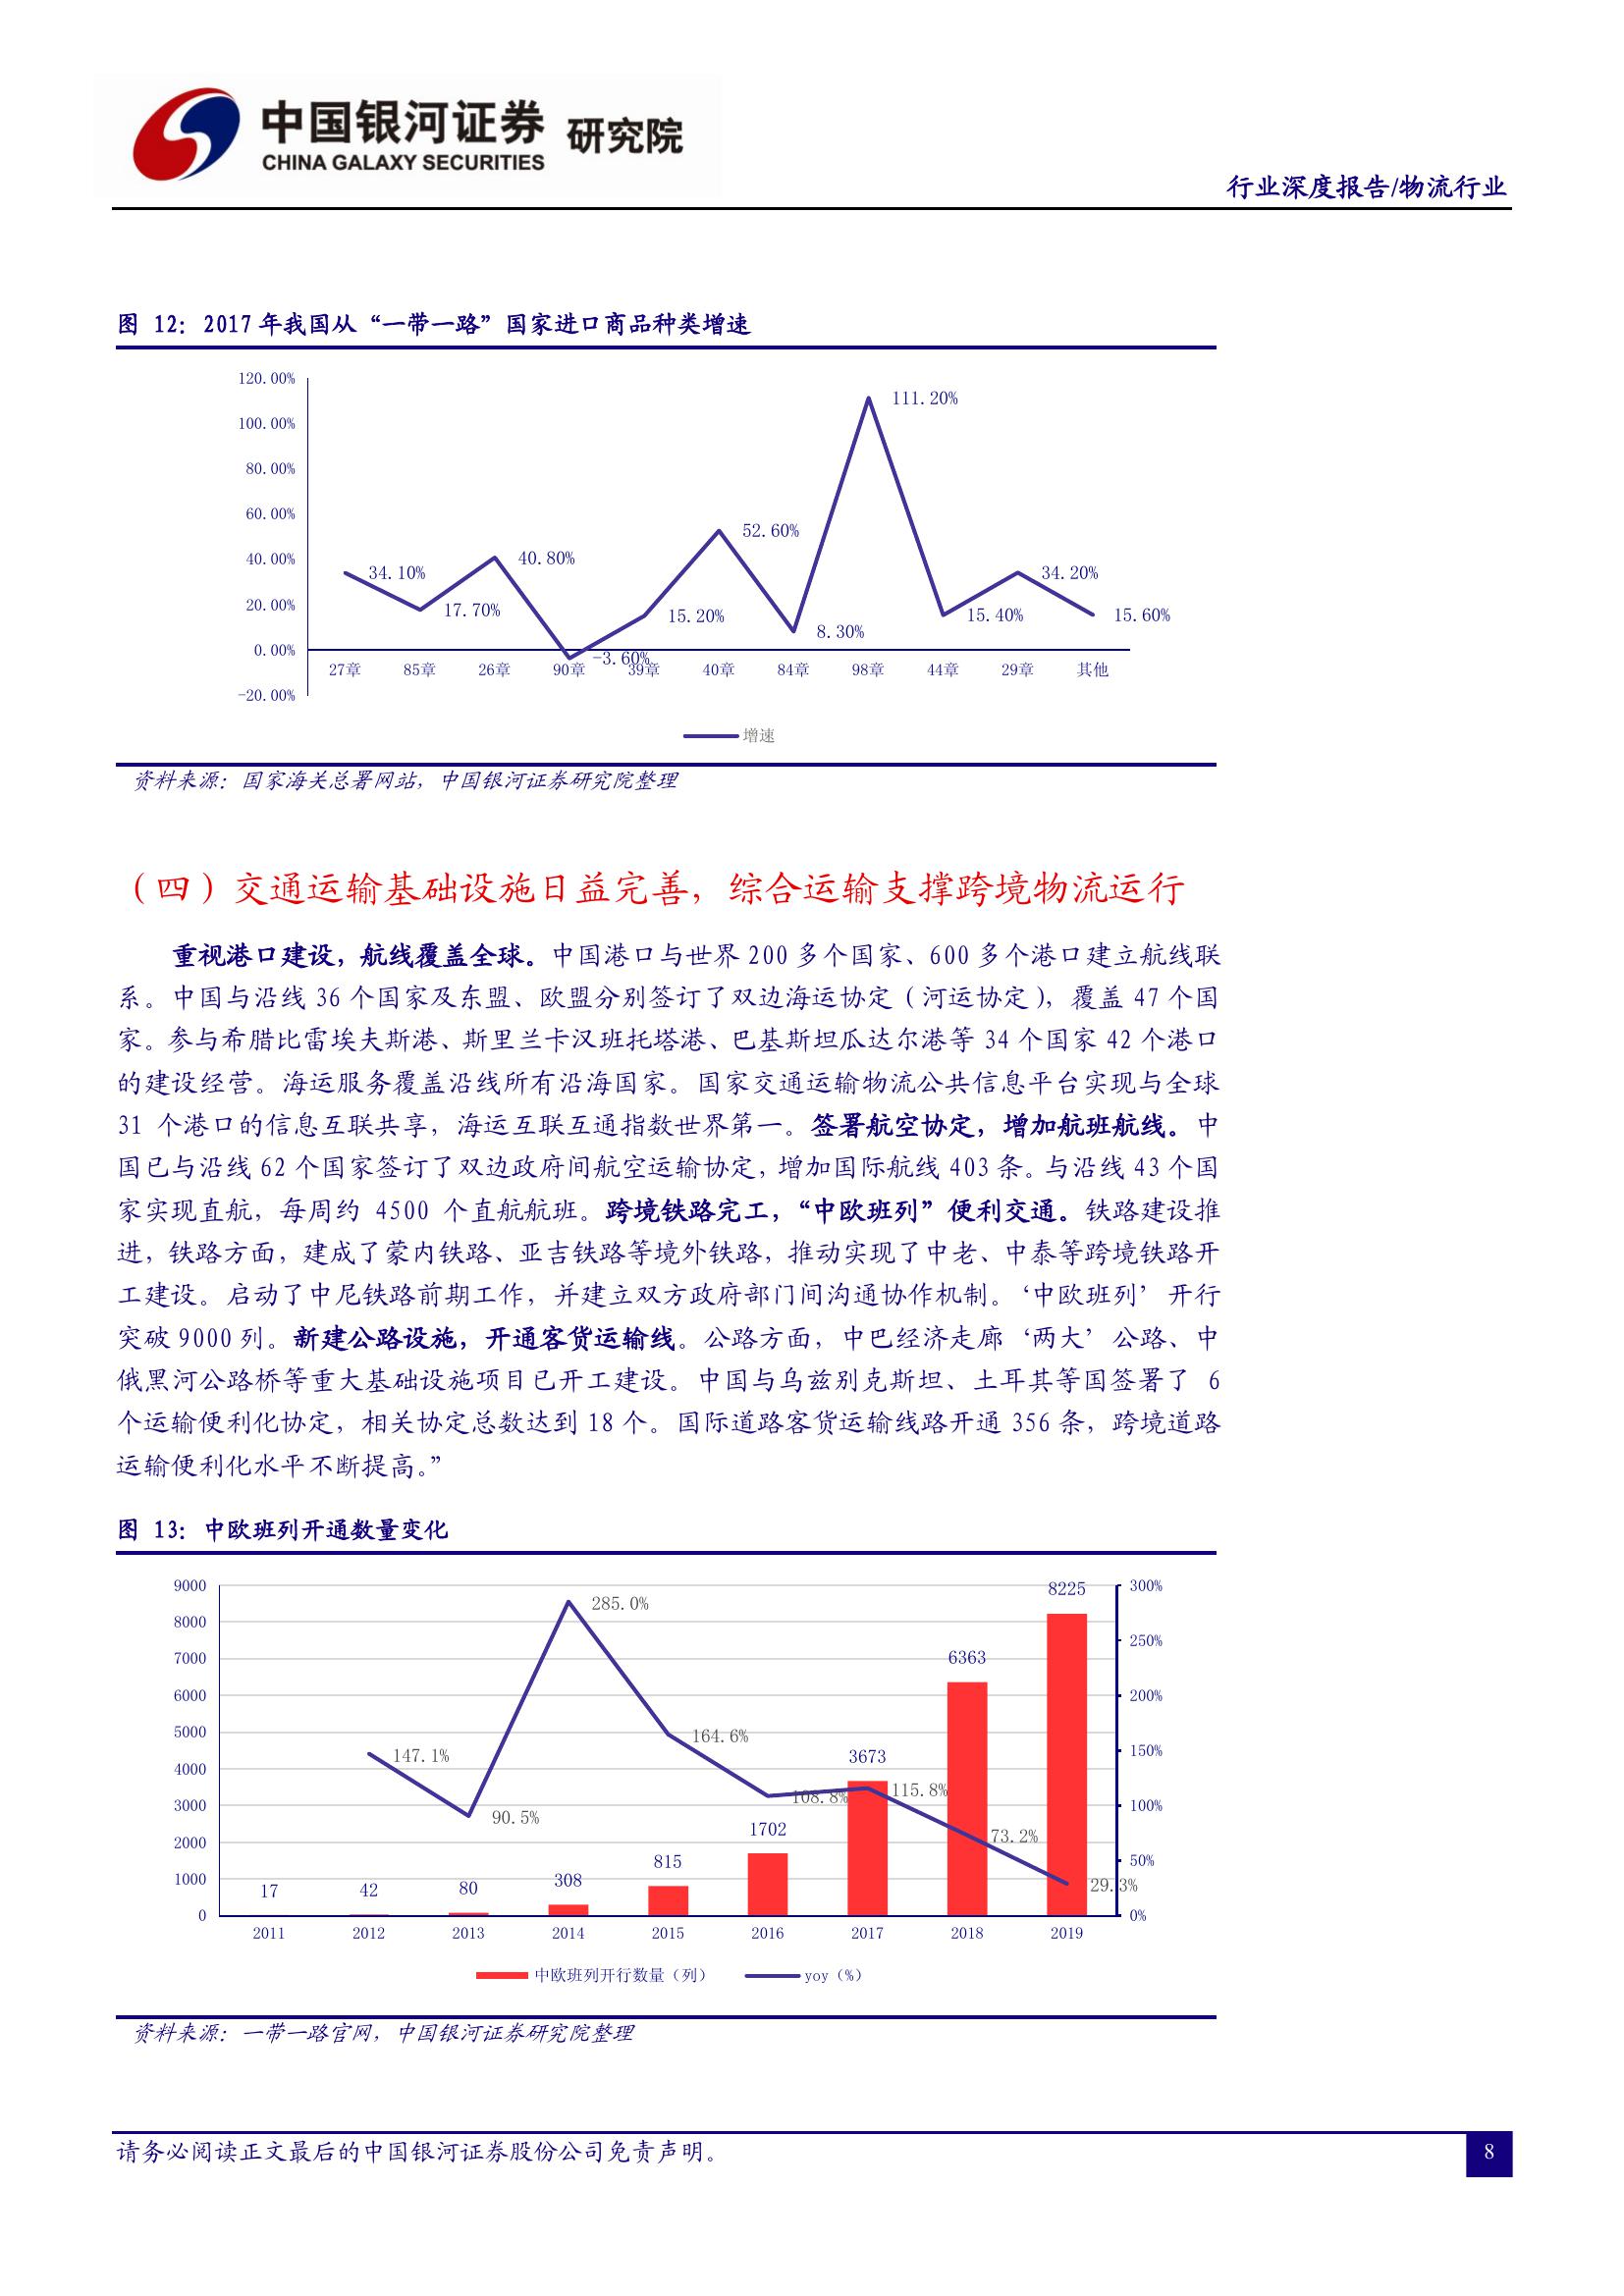 中国银河证券 研究院
CHINA GALAXY SECURITIES
行业深度报告/物流行业
图 12：2017 年我国从“一带一路”国家进口商品种类增速
120.00%
100.00%
80.00%
60.00%
40.00%
20.00%
0.00%
-20.00%
34.10%
17.70%
40.80%
-3.60%
15.20%
52.60%
8.30%
111.20%
15.40%
34.20%
15.60%
27章 85章 26章 90章 39章 40章 84章 98章 44章 29章 其他
增速
资料来源：国家海关总署网站，中国银河证券研究院整理
（四）交通运输基础设施日益完善，综合运输支撑跨境物流运行
重视港口建设，航线覆盖全球。中国港口与世界 200 多个国家、600 多个港口建立航线联
系。中国与沿线 36 个国家及东盟、欧盟分别签订了双边海运协定（河运协定），覆盖 47 个国
家。参与希腊比雷埃夫斯港、斯里兰卡汉班托塔港、巴基斯坦瓜达尔港等 34 个国家 42 个港口
的建设经营。海运服务覆盖沿线所有沿海国家。国家交通运输物流公共信息平台实现与全球
31 个港口的信息互联共享，海运互联互通指数世界第一。签署航空协定，增加航班航线。中
国已与沿线 62 个国家签订了双边政府间航空运输协定，增加国际航线 403 条。与沿线 43 个国
家实现直航，每周约 4500 个直航航班。跨境铁路完工，“中欧班列”便利交通。铁路建设推
进，铁路方面，建成了蒙内铁路、亚吉铁路等境外铁路，推动实现了中老、中泰等跨境铁路开
工建设。启动了中尼铁路前期工作，并建立双方政府部门间沟通协作机制。‘中欧班列’开行
突破 9000 列。新建公路设施，开通客货运输线。公路方面，中巴经济走廊‘两大’公路、中
俄黑河公路桥等重大基础设施项目已开工建设。中国与乌兹别克斯坦、土耳其等国签署了 6
个运输便利化协定，相关协定总数达到 18 个。国际道路客货运输线路开通 356 条，跨境道路
运输便利化水平不断提高。”
图 13：中欧班列开通数量变化
9000
8000
7000
6000
5000
4000
3000
2000
1000
0
300%
250%
200%
150%
100%
50%
0%
17
42
80
308
815
1702
3673
6363
8225
147.1%
90.5%
285.0%
164.6%
108.8%
115.8%
73.2%
29.3%
2011 2012 2013 2014 2015 2016 2017 2018 2019
中欧班列开行数量（列） yoy（%）
资料来源：一带一路官网，中国银河证券研究院整理
请务必阅读正文最后的中国银河证券股份公司免责声明。
8